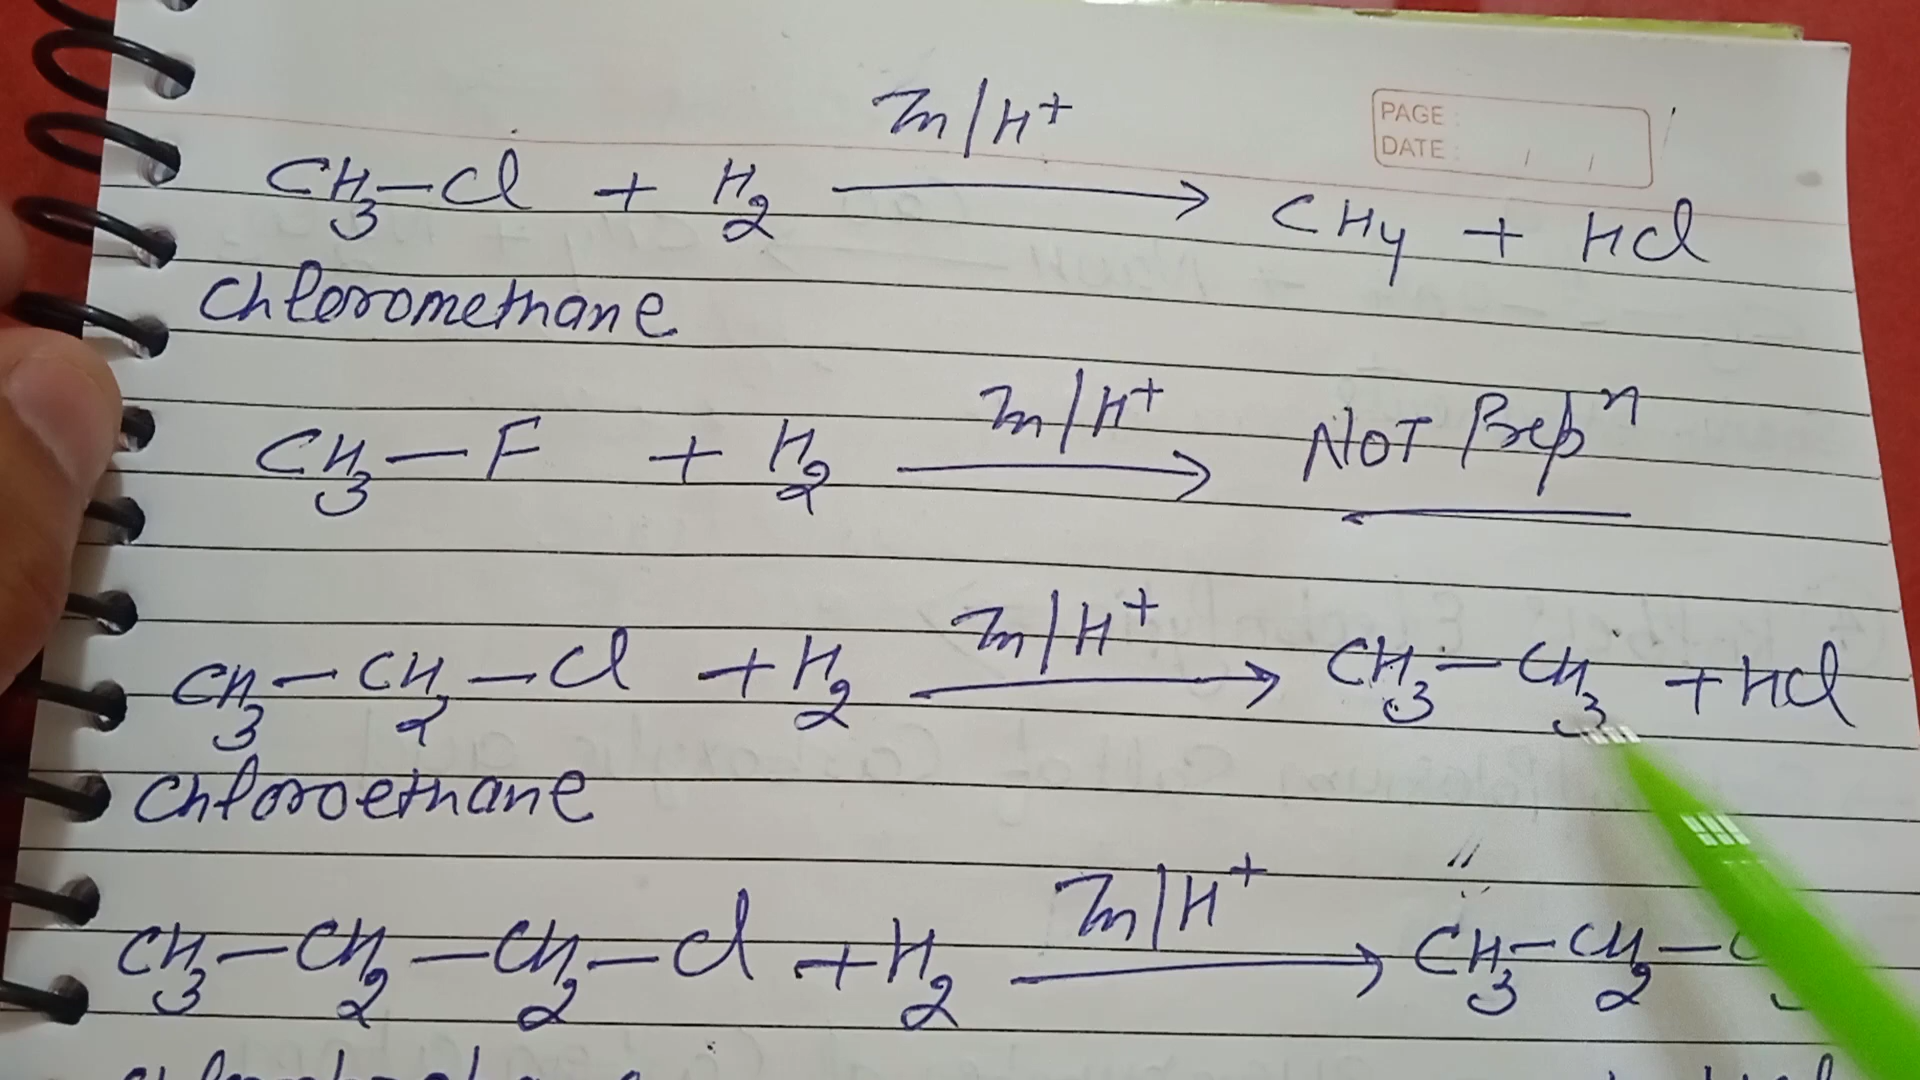 Zn/H+
PAGE :
DATE : / /
CH3-Cl + H2 → CH4 + HCl
Chloromethane
Zn/H+
CH3-F + H2 → NOT Prepn
Zn/H+
CH3-CH2-Cl + H2 → CH3-CH3 + HCl
Chloroethane
Zn/H+
CH3-CH2-CH2-Cl + H2 → CH3-CH2-